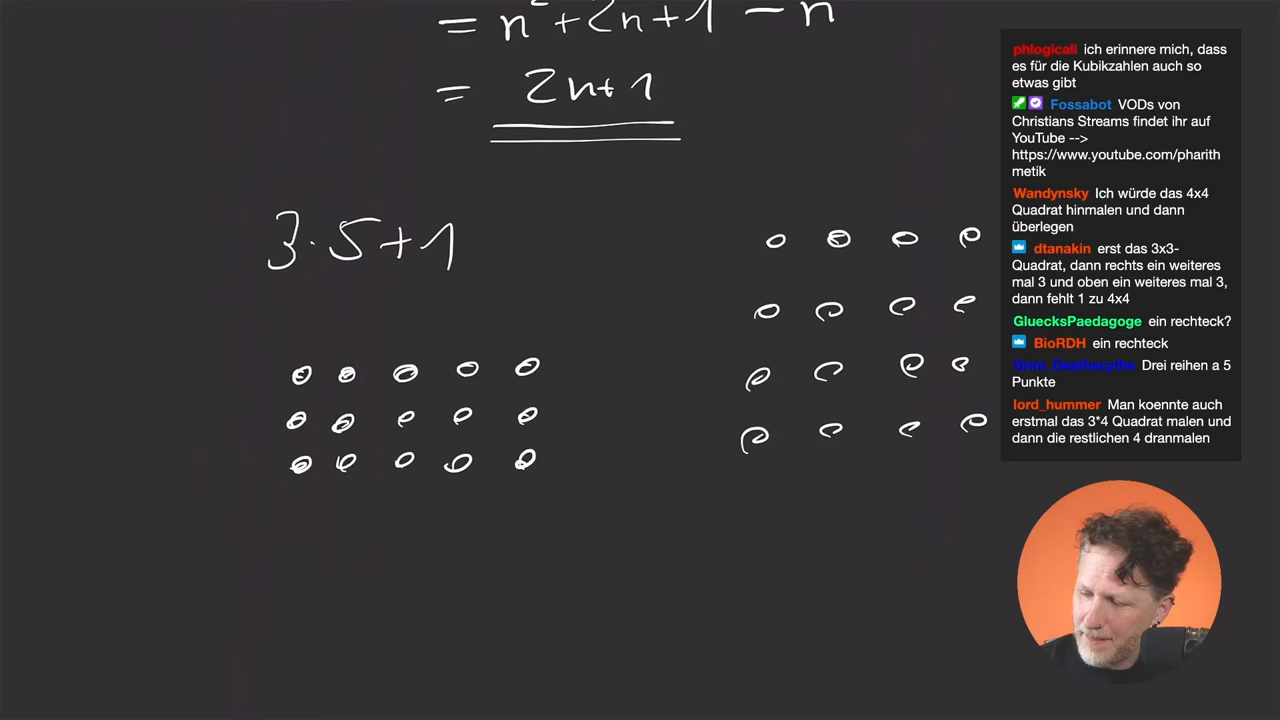 = n² + 2n + 1 − n
= 2n+1
3·5+1
phlogicali ich erinnere mich, dass
es für die Kubikzahlen auch so
etwas gibt
Fossabot VODs von
Christians Streams findet ihr auf
YouTube -->
https://www.youtube.com/pharith
metik
Wandynsky Ich würde das 4x4
Quadrat hinmalen und dann
überlegen
dtanakin erst das 3x3-
Quadrat, dann rechts ein weiteres
mal 3 und oben ein weiteres mal 3,
dann fehlt 1 zu 4x4
GluecksPaedagoge ein rechteck?
BioRDH ein rechteck
Grim_Deathscythe Drei reihen a 5
Punkte
lord_hummer Man koennte auch
erstmal das 3*4 Quadrat malen und
dann die restlichen 4 dranmalen